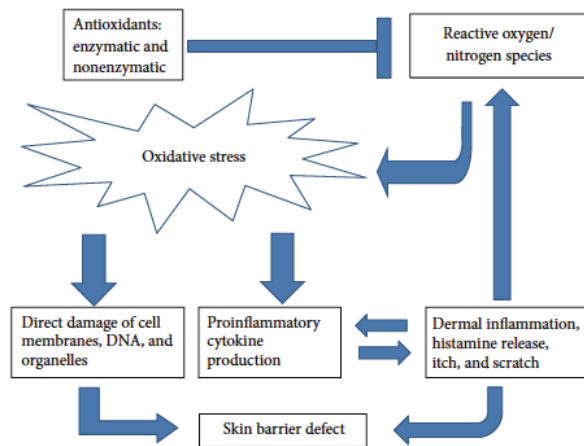 Antioxidants:
enzymatic and
nonenzymatic
Reactive oxygen/
nitrogen species
Oxidative stress
Direct damage of cell
membranes, DNA, and
organelles
Proinflammatory
cytokine
production
Dermal inflammation,
histamine release,
itch, and scratch
Skin barrier defect